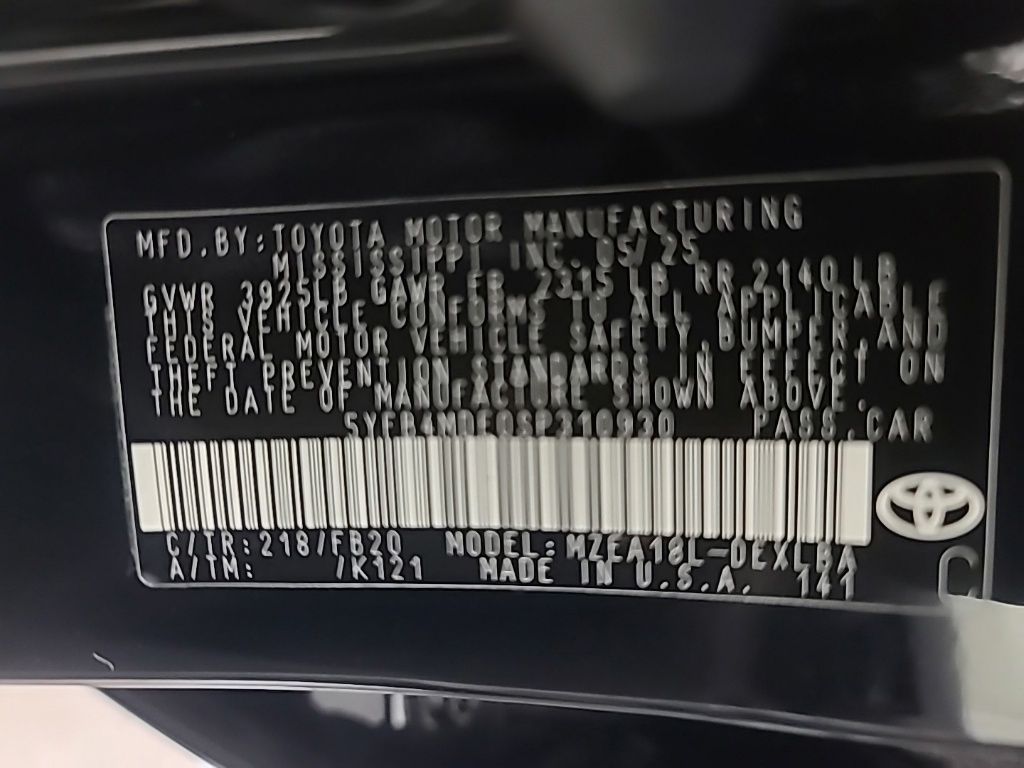 MFD.BY:TOYOTA MOTOR MANUFACTURING
MISSISSIPPI INC. 05/25
GVWR 3925LB GAWR FR 2315LB RR 2140LB
THIS VEHICLE CONFORMS TO ALL APPLICABLE
FEDERAL MOTOR VEHICLE SAFETY,BUMPER,AND
THEFT PREVENTION STANDARDS IN EFFECT ON
THE DATE OF MANUFACTURE SHOWN ABOVE.
PASS.CAR
C/TR:218/FB20 MODEL:MZEA18L-DEXLBA
A/TM: /K121 MADE IN U.S.A. 141
C